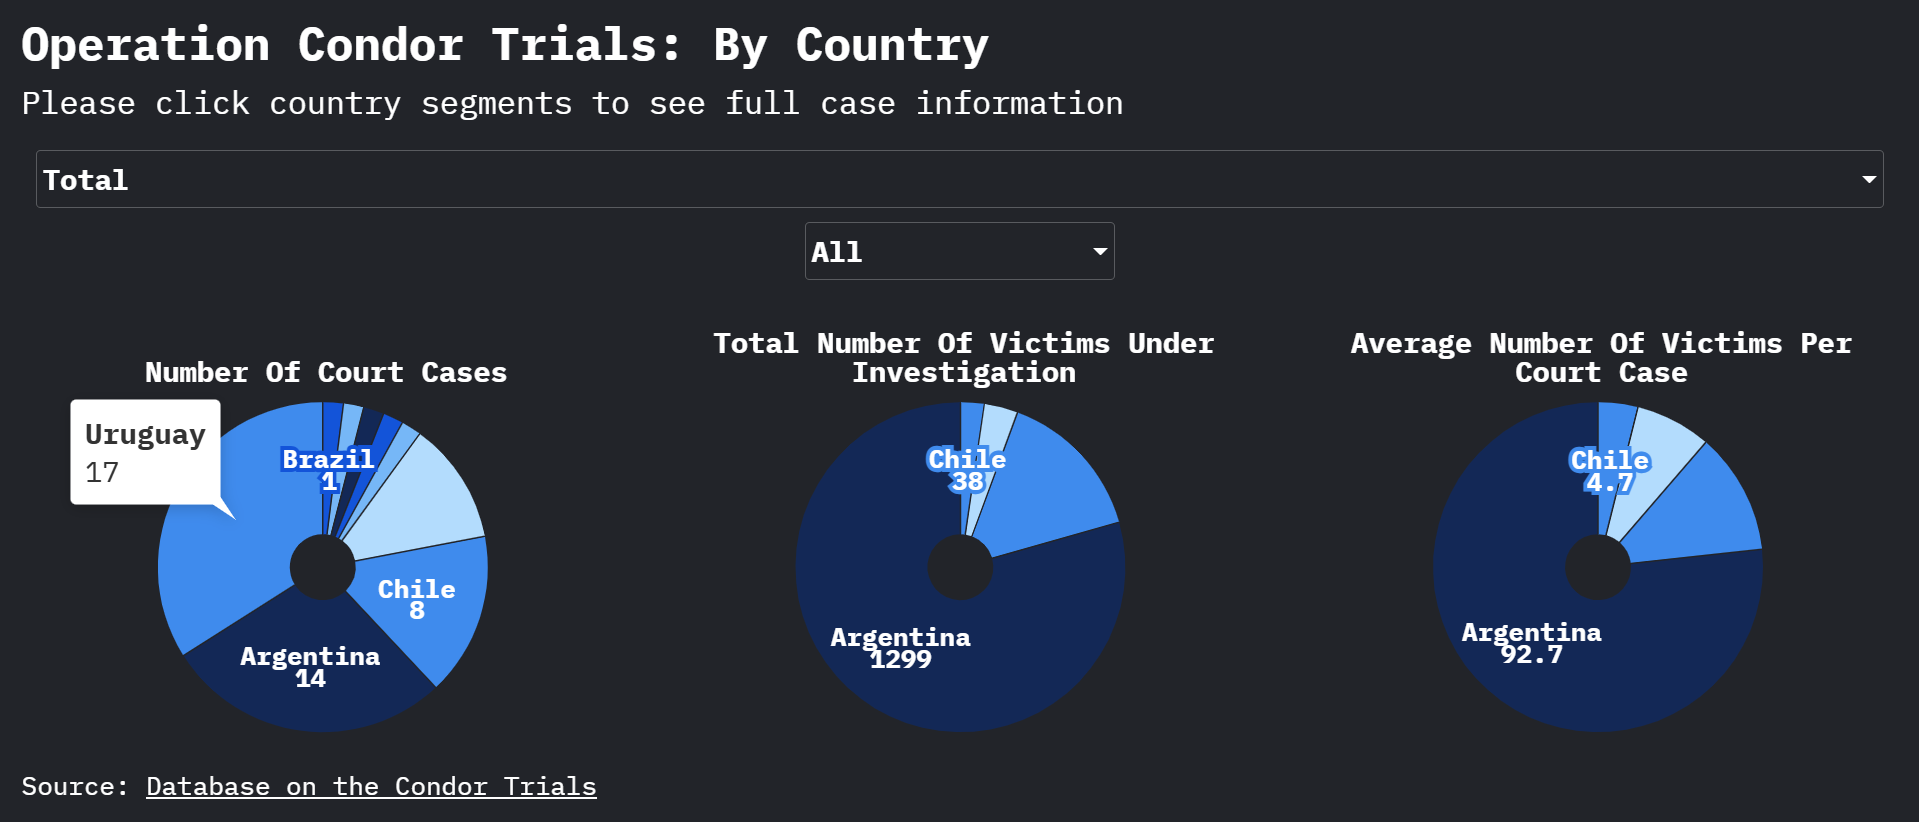 Operation Condor Trials: By Country
Please click country segments to see full case information
Total
All
Number Of Court Cases
Uruguay
17
Brazil
1
Chile
8
Argentina
14
Total Number Of Victims Under
Investigation
Chile
38
Argentina
1299
Average Number Of Victims Per
Court Case
Chile
4.7
Argentina
92.7
Source: Database on the Condor Trials